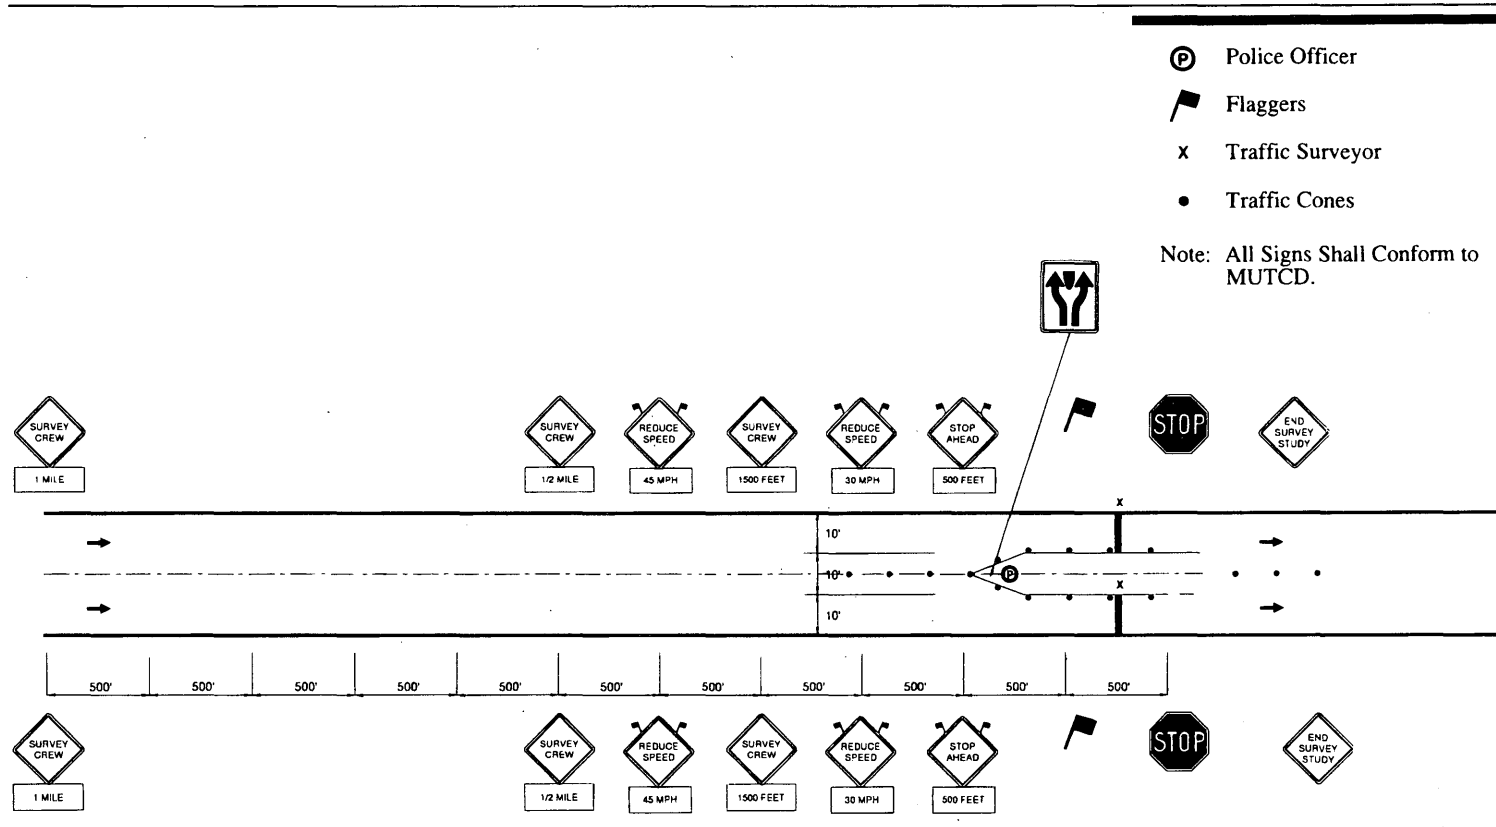 P Police Officer
Flaggers
X Traffic Surveyor
Traffic Cones
Note: All Signs Shall Conform to
MUTCD.
SURVEY
CREW
1 MILE
SURVEY
CREW
1/2 MILE
REDUCE
SPEED
45 MPH
SURVEY
CREW
1500 FEET
REDUCE
SPEED
30 MPH
STOP
AHEAD
500 FEET
STOP
END
SURVEY
STUDY
X
10'
10'
P
X
10'
500' 500' 500' 500' 500' 500' 500' 500' 500' 500' 500'
SURVEY
CREW
1 MILE
SURVEY
CREW
1/2 MILE
REDUCE
SPEED
45 MPH
SURVEY
CREW
1500 FEET
REDUCE
SPEED
30 MPH
STOP
AHEAD
500 FEET
STOP
END
SURVEY
STUDY